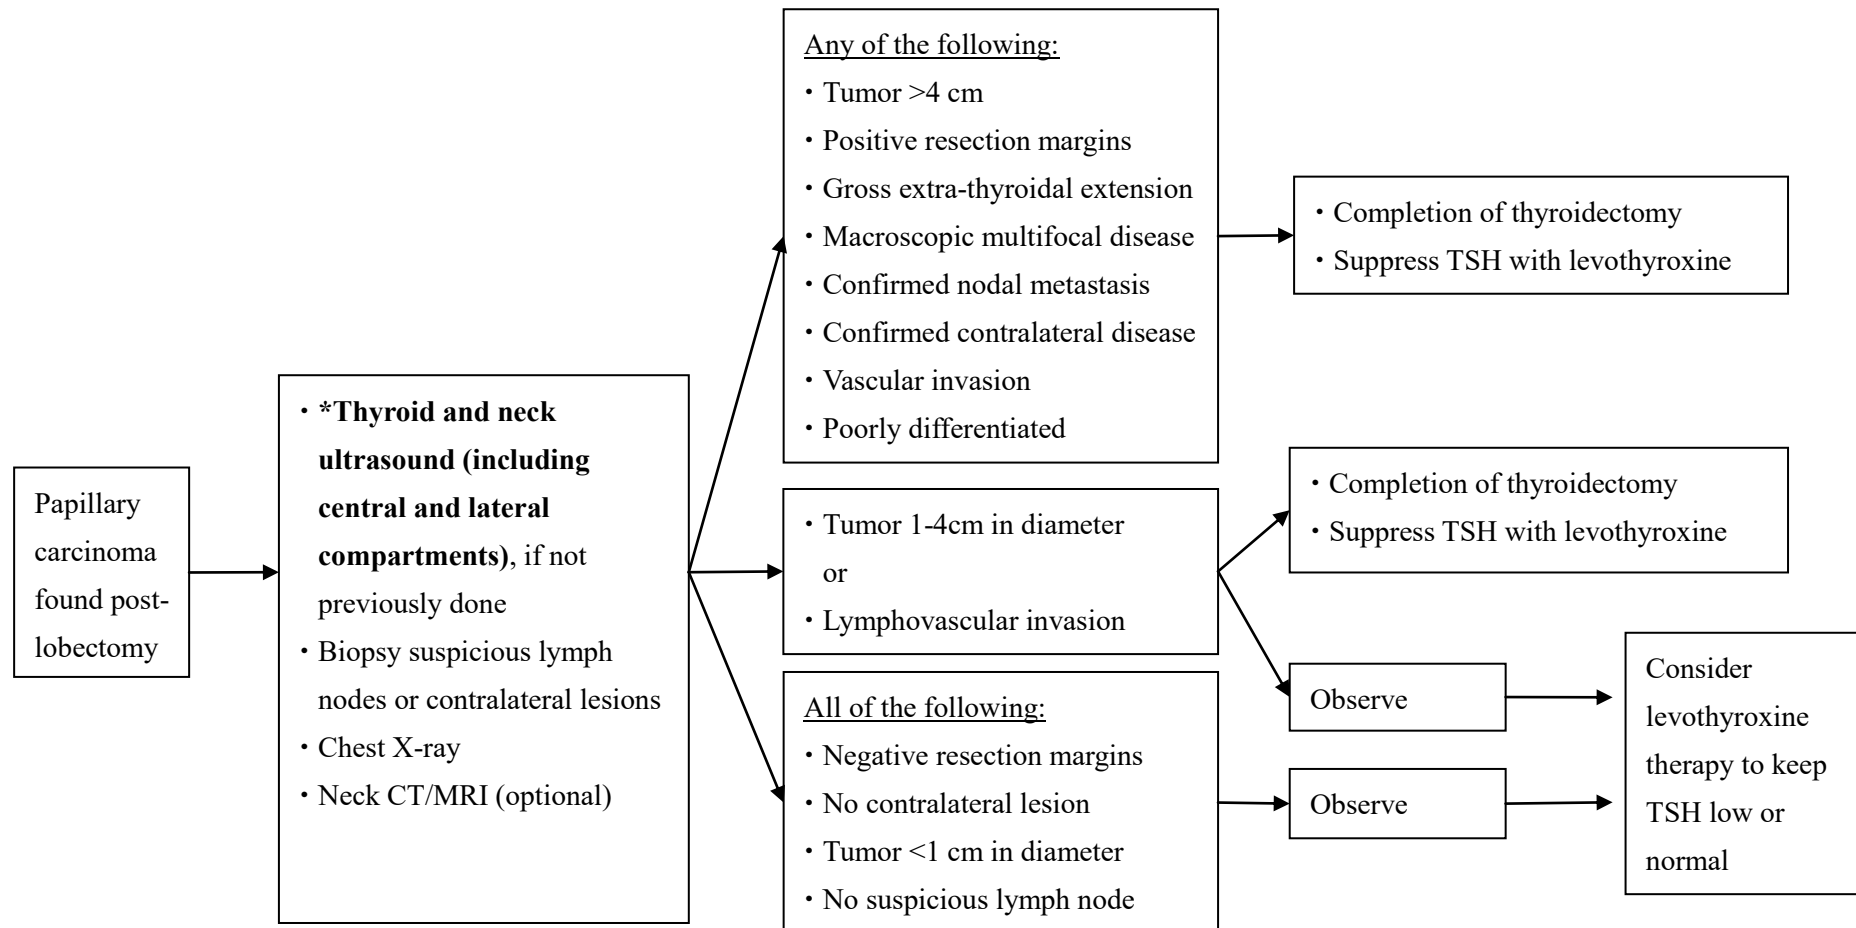 Papillary
carcinoma
found post-
lobectomy
・*Thyroid and neck
ultrasound (including
central and lateral
compartments), if not
previously done
・Biopsy suspicious lymph
nodes or contralateral lesions
・Chest X-ray
・Neck CT/MRI (optional)
Any of the following:
・Tumor >4 cm
・Positive resection margins
・Gross extra-thyroidal extension
・Macroscopic multifocal disease
・Confirmed nodal metastasis
・Confirmed contralateral disease
・Vascular invasion
・Poorly differentiated
・Completion of thyroidectomy
・Suppress TSH with levothyroxine
・Tumor 1-4cm in diameter
or
・Lymphovascular invasion
・Completion of thyroidectomy
・Suppress TSH with levothyroxine
Observe
All of the following:
・Negative resection margins
・No contralateral lesion
・Tumor <1 cm in diameter
・No suspicious lymph node
Observe
Consider
levothyroxine
therapy to keep
TSH low or
normal